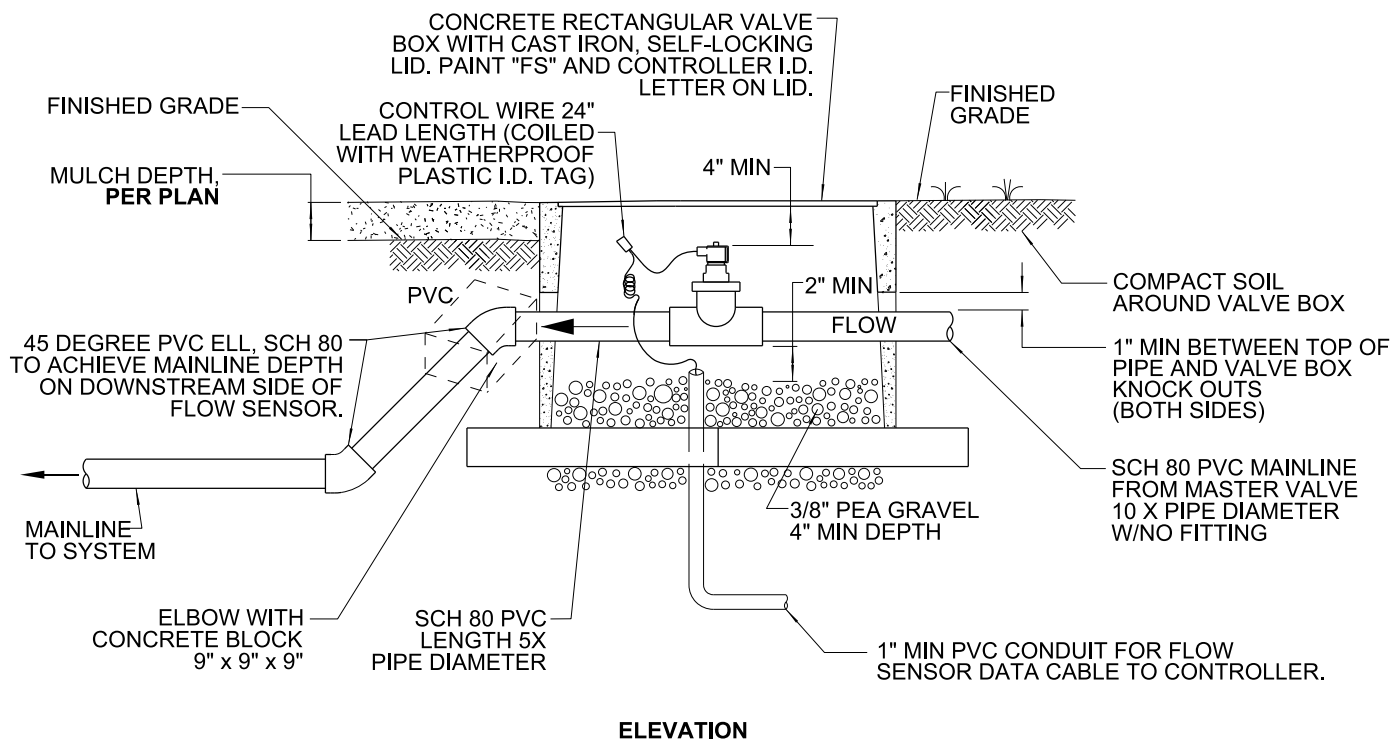 CONCRETE RECTANGULAR VALVE
BOX WITH CAST IRON, SELF-LOCKING
LID. PAINT "FS" AND CONTROLLER I.D.
LETTER ON LID.
FINISHED GRADE
CONTROL WIRE 24"
LEAD LENGTH (COILED
WITH WEATHERPROOF
PLASTIC I.D. TAG)
FINISHED
GRADE
MULCH DEPTH,
PER PLAN
4" MIN
PVC
2" MIN
FLOW
COMPACT SOIL
AROUND VALVE BOX
45 DEGREE PVC ELL, SCH 80
TO ACHIEVE MAINLINE DEPTH
ON DOWNSTREAM SIDE OF
FLOW SENSOR.
1" MIN BETWEEN TOP OF
PIPE AND VALVE BOX
KNOCK OUTS
(BOTH SIDES)
SCH 80 PVC MAINLINE
FROM MASTER VALVE
10 X PIPE DIAMETER
W/NO FITTING
3/8" PEA GRAVEL
4" MIN DEPTH
MAINLINE
TO SYSTEM
ELBOW WITH
CONCRETE BLOCK
9" x 9" x 9"
SCH 80 PVC
LENGTH 5X
PIPE DIAMETER
1" MIN PVC CONDUIT FOR FLOW
SENSOR DATA CABLE TO CONTROLLER.
ELEVATION